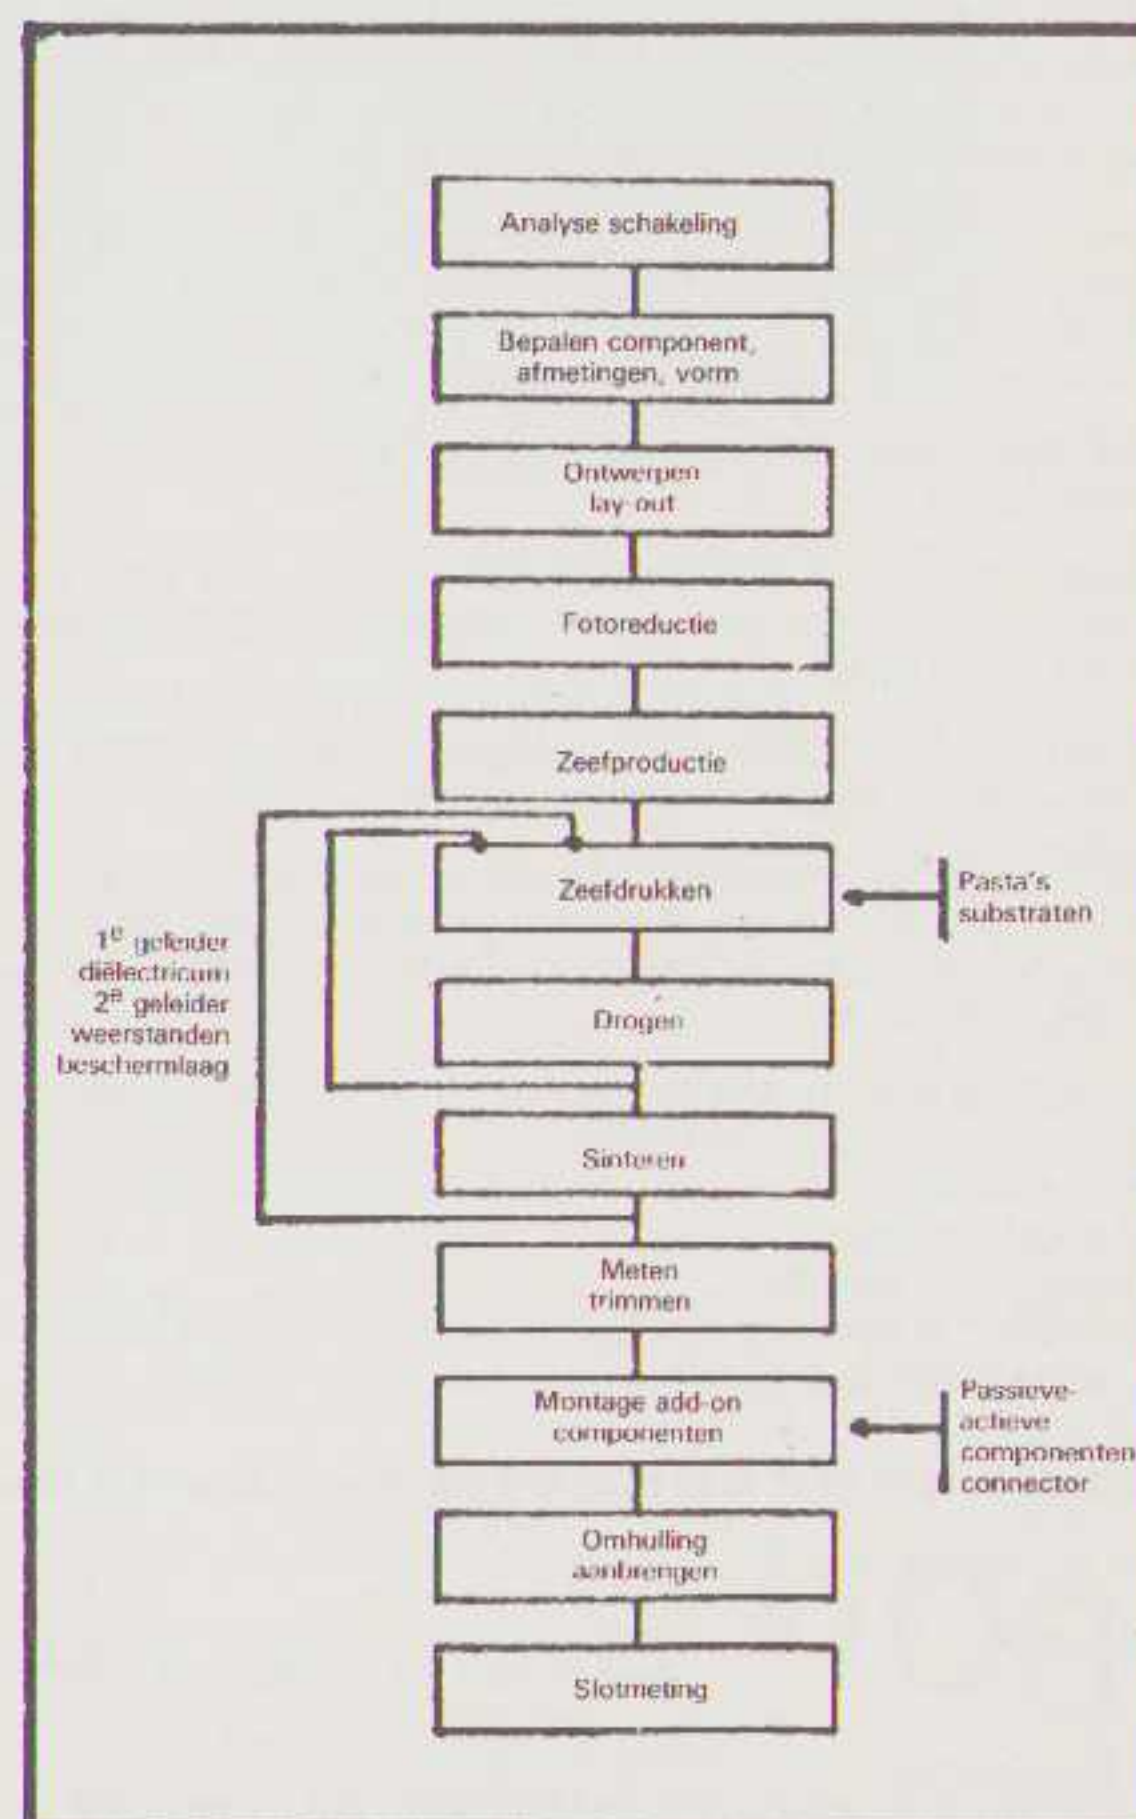 Analyse schakeling
Bepalen component,
afmetingen, vorm
Ontwerpen
lay-out
Fotoreductie
Zeefproductie
Zeefdrukken
Pasta's
substraten
1e geleider
diëlectricum
2e geleider
weerstanden
beschermlaag
Drogen
Sinteren
Meten
trimmen
Montage add-on
componenten
Passieve-
actieve
componenten
connector
Omhulling
aanbrengen
Slotmeting